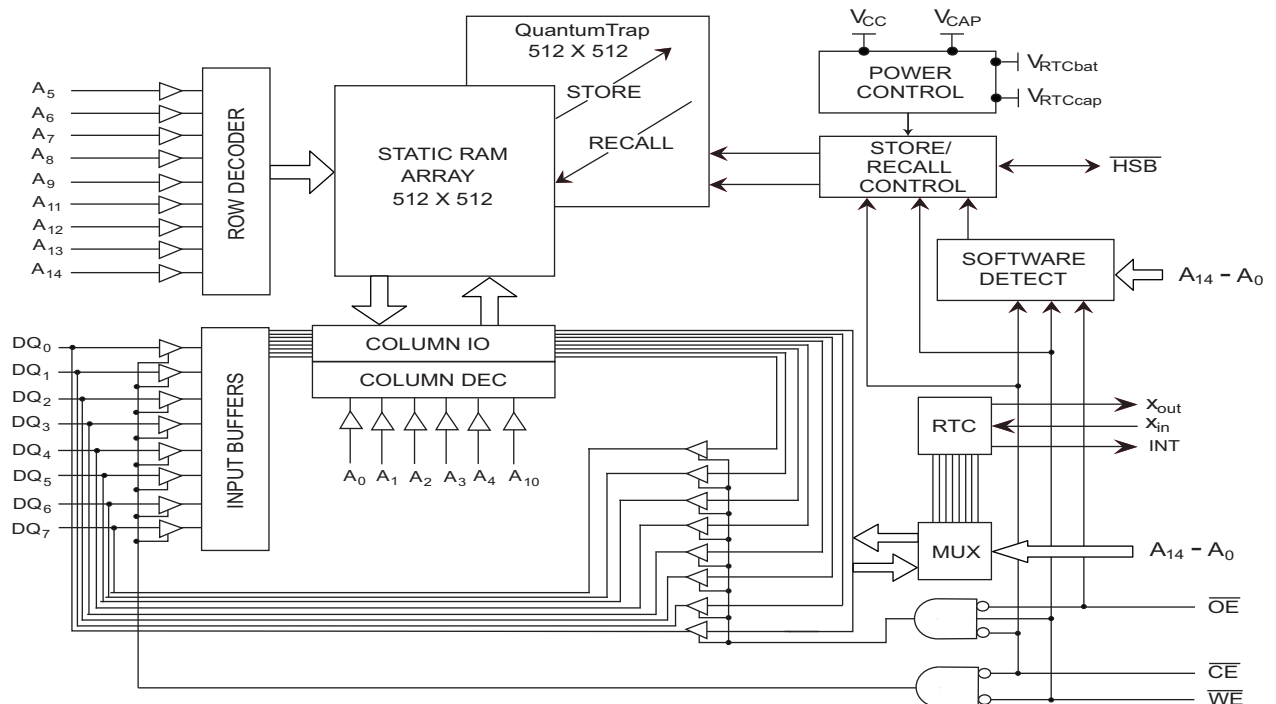 QuantumTrap
512 X 512
STORE
RECALL
STATIC RAM
ARRAY
512 X 512
ROW DECODER
A5
A6
A7
A8
A9
A11
A12
A13
A14
VCC
VCAP
POWER
CONTROL
VRTCbat
VRTCcap
STORE/
RECALL
CONTROL
HSB
SOFTWARE
DETECT
A14 – A0
DQ0
DQ1
DQ2
DQ3
DQ4
DQ5
DQ6
DQ7
INPUT BUFFERS
COLUMN IO
COLUMN DEC
A0
A1
A2
A3
A4
A10
RTC
xout
xin
INT
MUX
A14 – A0
OE
CE
WE